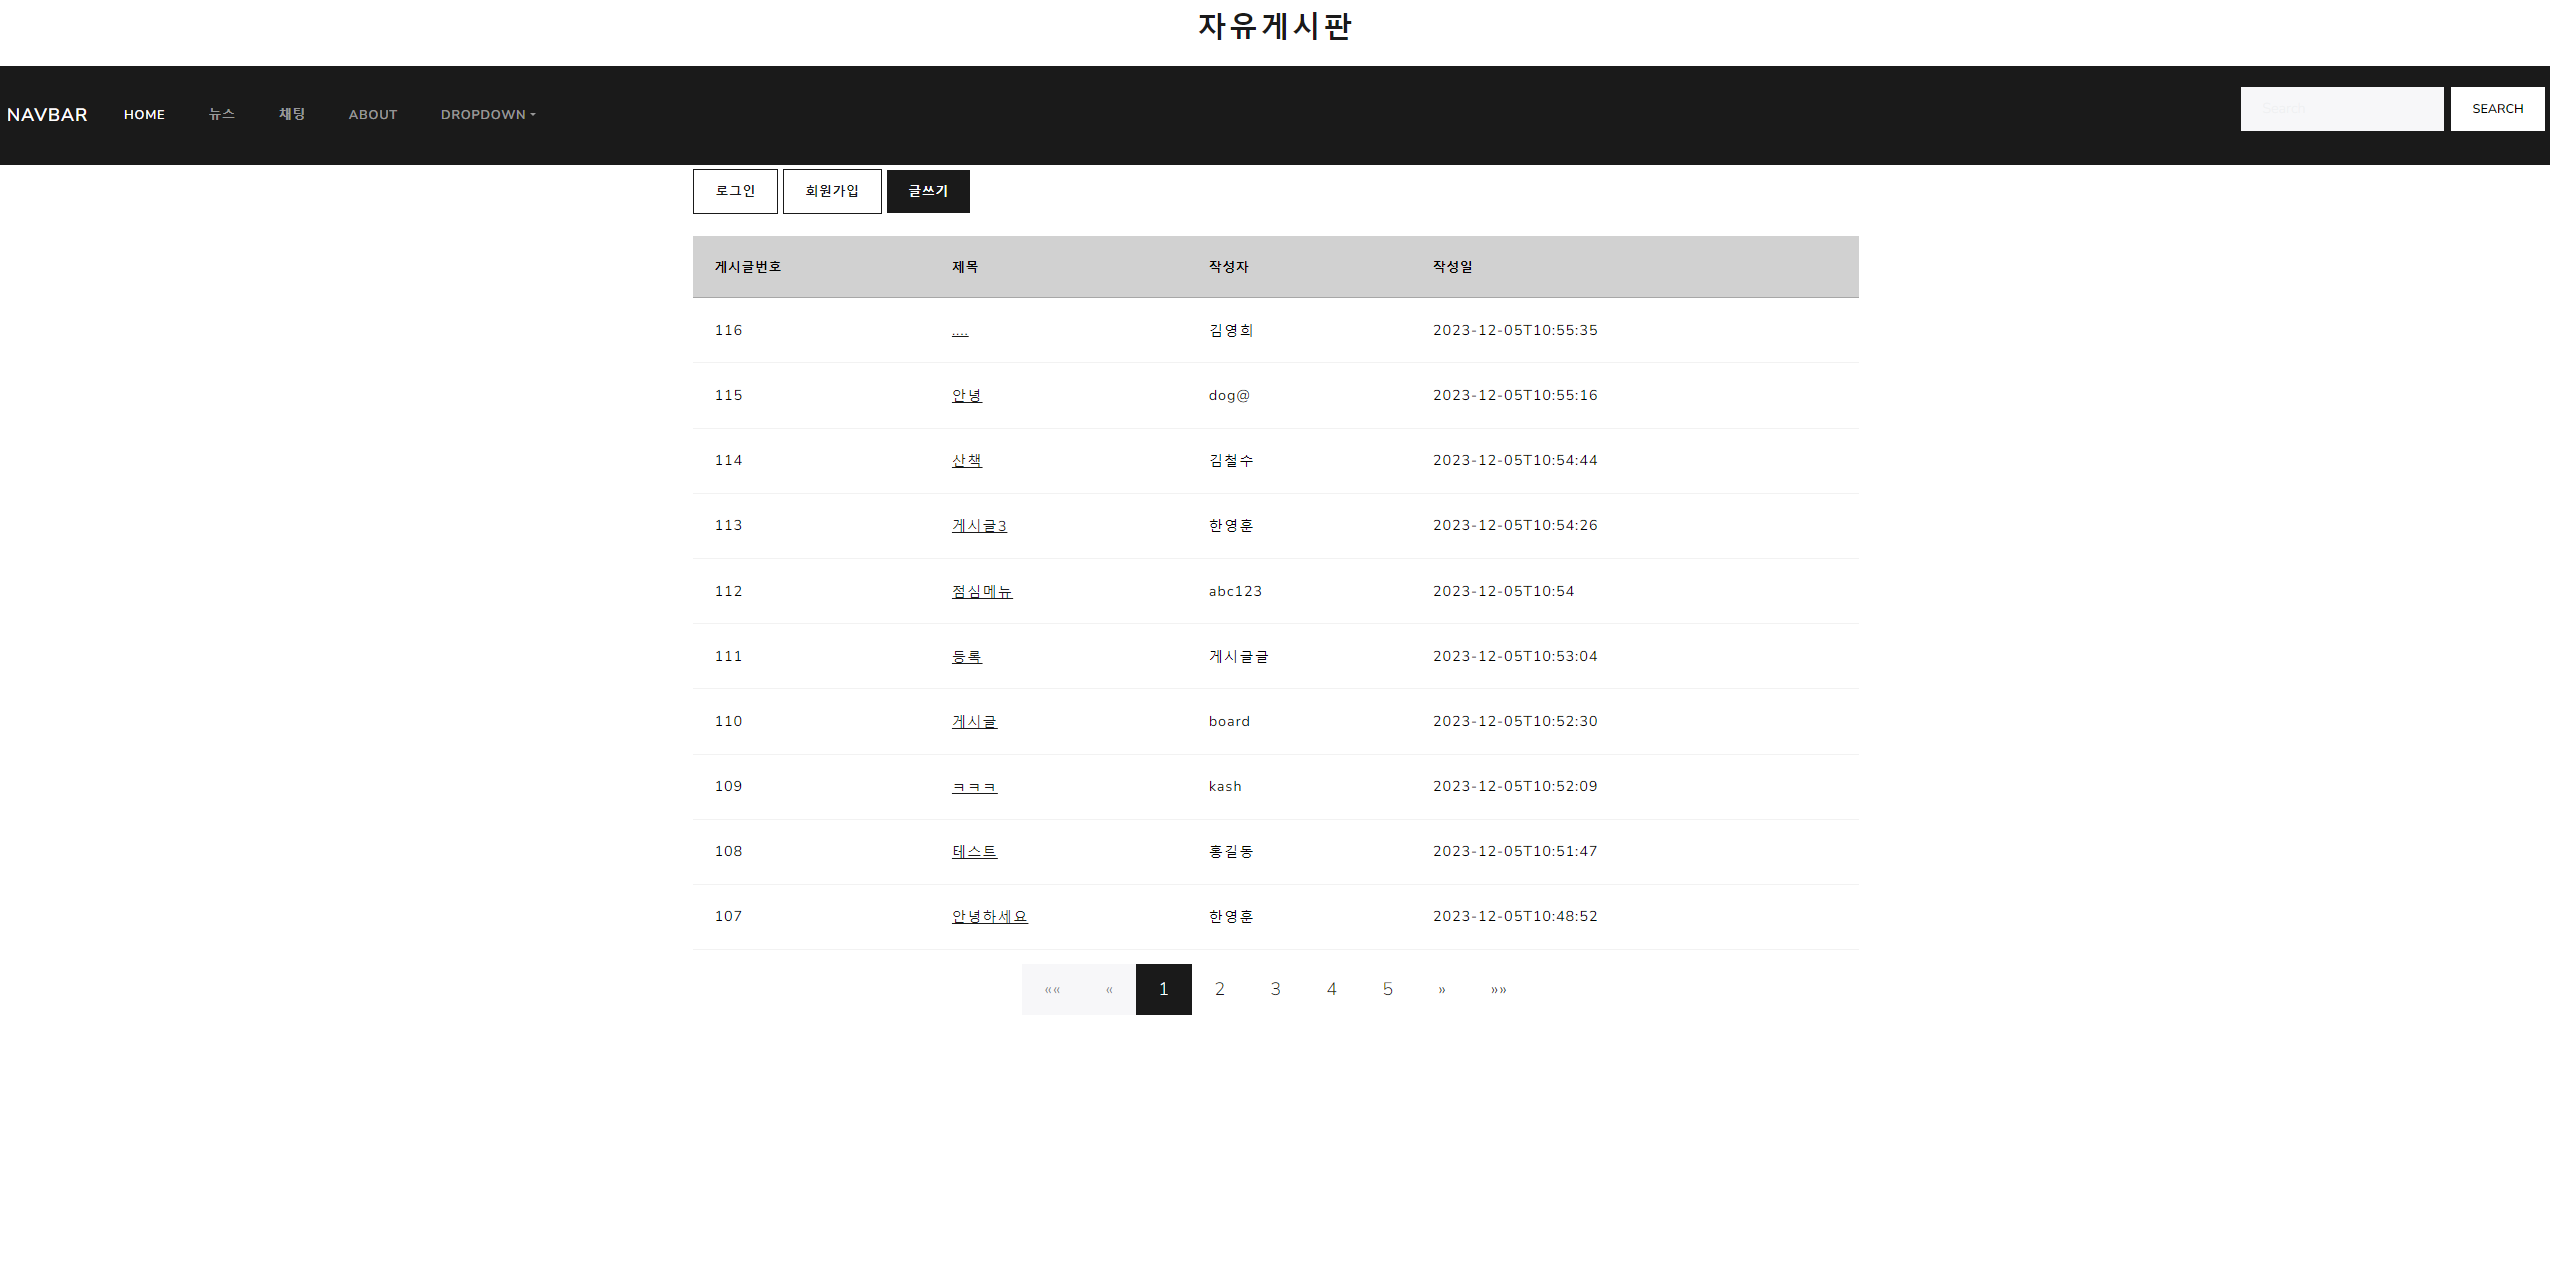 자유게시판
NAVBAR HOME 뉴스 채팅 ABOUT DROPDOWN Search SEARCH
로그인 회원가입 글쓰기
게시글번호 제목 작성자 작성일
116 .... 김영희 2023-12-05T10:55:35
115 안녕 dog@ 2023-12-05T10:55:16
114 산책 김철수 2023-12-05T10:54:44
113 게시글3 한영훈 2023-12-05T10:54:26
112 점심메뉴 abc123 2023-12-05T10:54
111 등록 게시글글 2023-12-05T10:53:04
110 게시글 board 2023-12-05T10:52:30
109 ㅋㅋㅋ kash 2023-12-05T10:52:09
108 테스트 홍길동 2023-12-05T10:51:47
107 안녕하세요 한영훈 2023-12-05T10:48:52
«« « 1 2 3 4 5 » »»